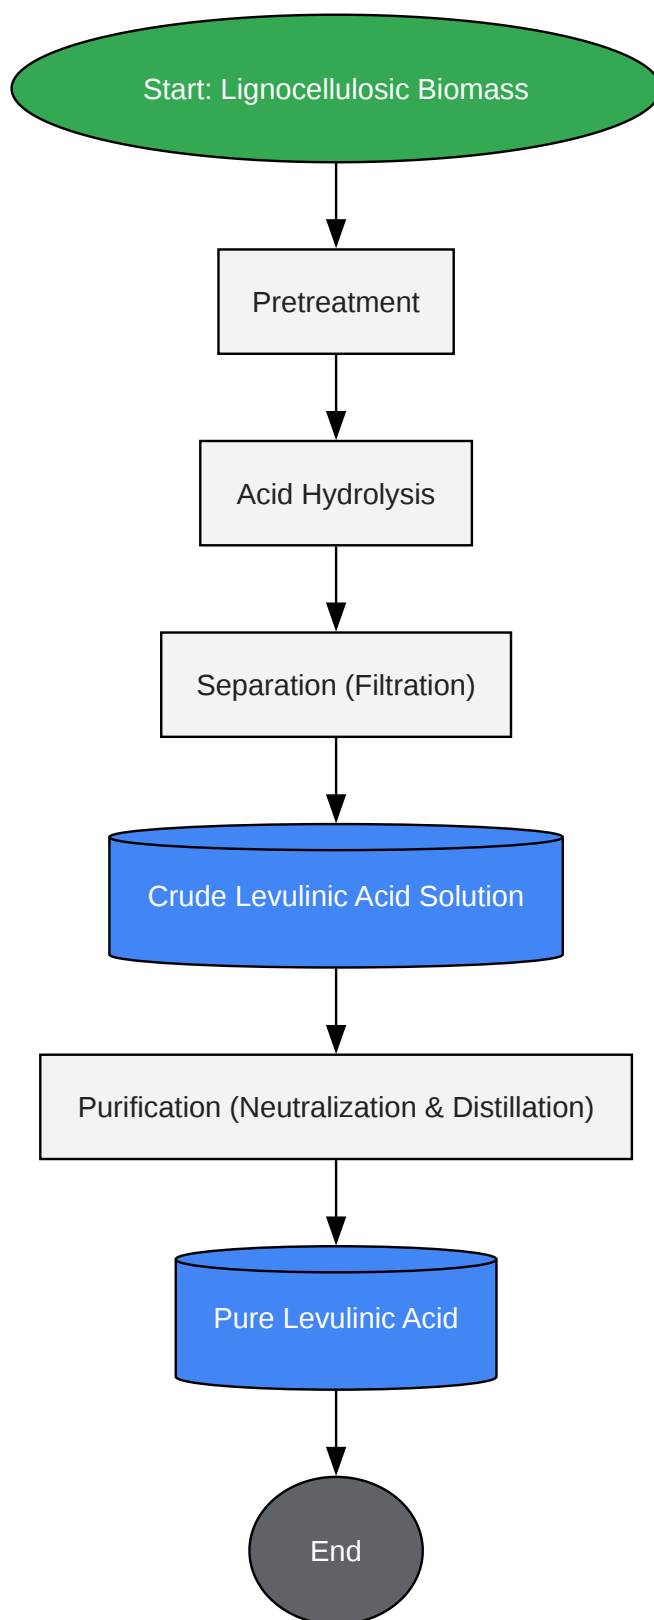 Start: Lignocellulosic Biomass
Pretreatment
Acid Hydrolysis
Separation (Filtration)
Crude Levulinic Acid Solution
Purification (Neutralization & Distillation)
Pure Levulinic Acid
End